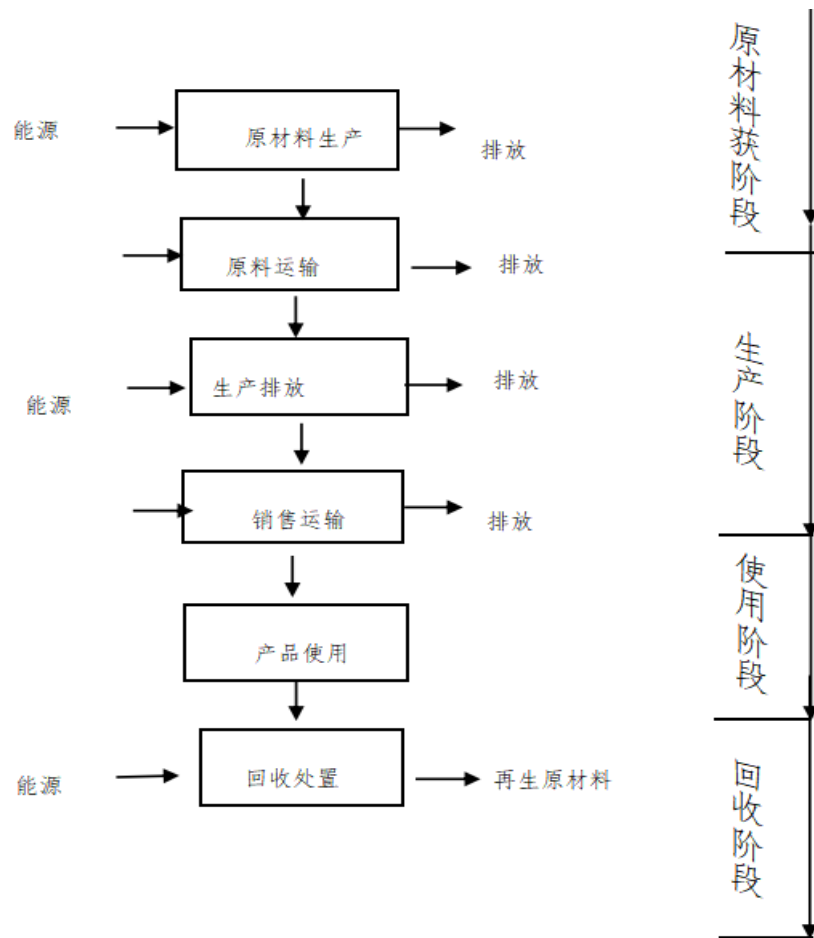 能源
原材料生产
排放
原料运输
排放
能源
生产排放
排放
销售运输
排放
产品使用
能源
回收处置
再生原材料
原材料获阶段
生产阶段
使用阶段
回收阶段